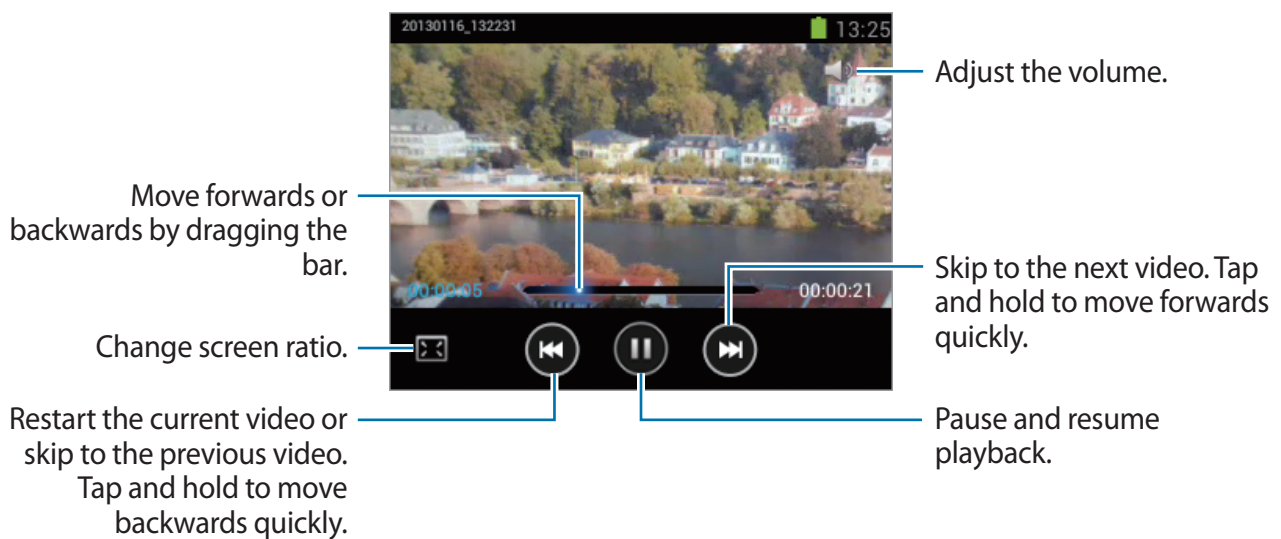 20130116_132231
13:25
Adjust the volume.
Move forwards or
backwards by dragging the
bar.
00:00:05
00:00:21
Skip to the next video. Tap
and hold to move forwards
quickly.
Change screen ratio.
Restart the current video or
skip to the previous video.
Tap and hold to move
backwards quickly.
Pause and resume
playback.